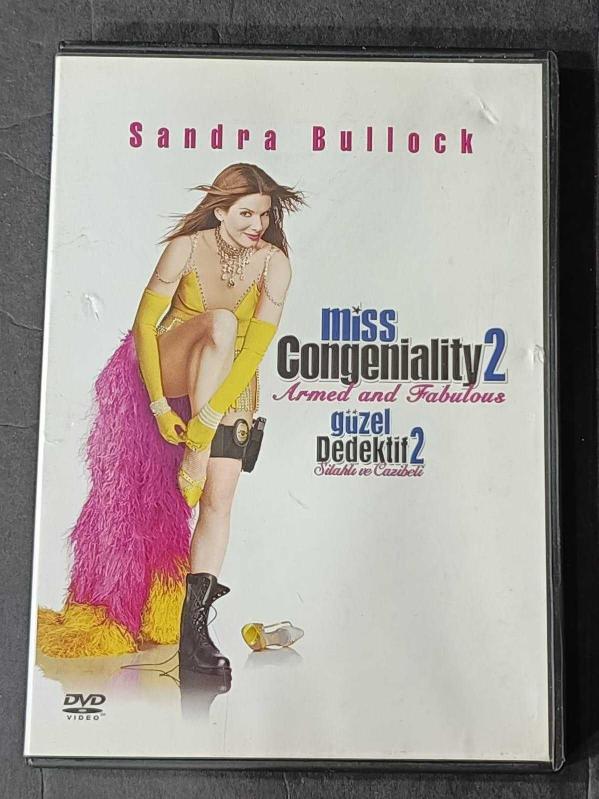 Sandra Bullock
miss
Congeniality 2
Armed and Fabulous
güzel
Dedektif 2
Silahlı ve Cazibeli
DVD
VIDEO